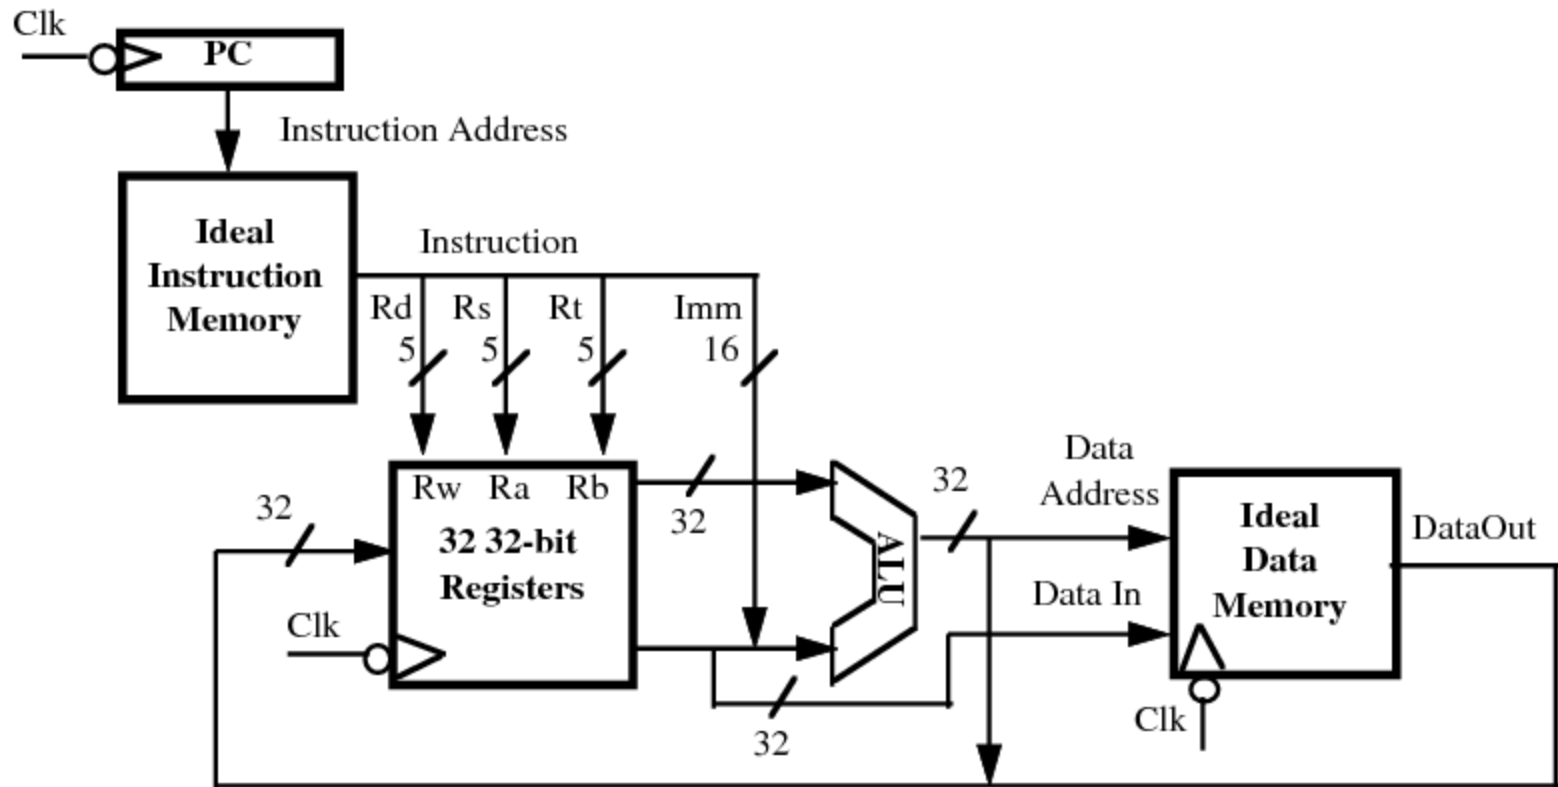 Clk
PC
Instruction Address
Ideal
Instruction
Memory
Instruction
Rd Rs Rt Imm
5 5 5 16
Rw Ra Rb
32 32-bit
Registers
32
Clk
32
32
ALU
32
Data
Address
Data In
Ideal
Data
Memory
DataOut
Clk